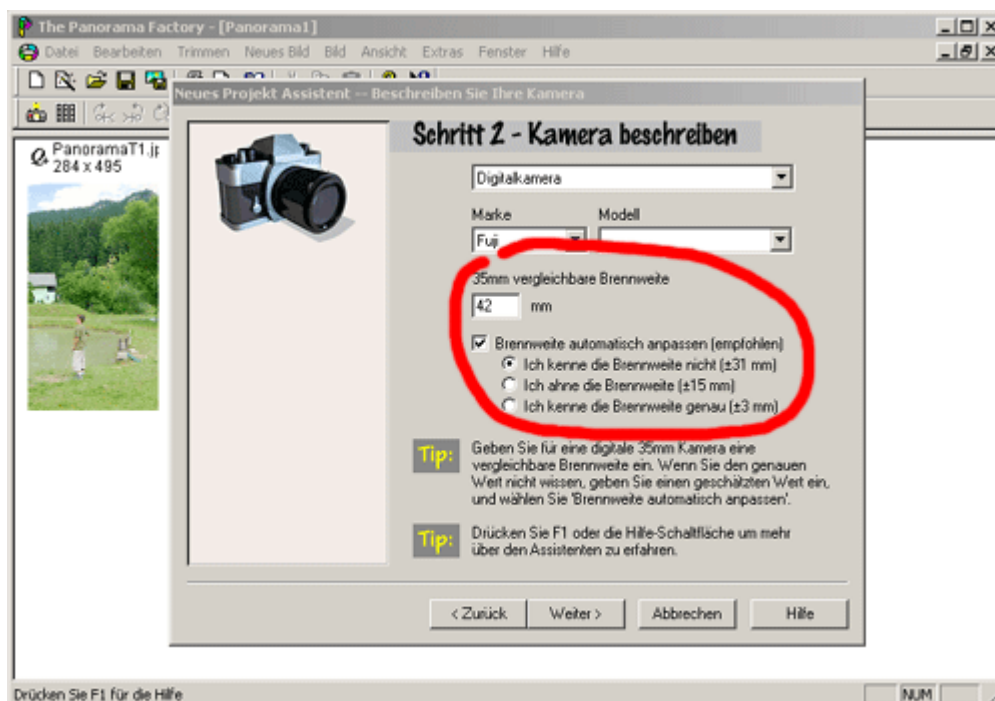 The Panorama Factory - [Panorama1]
Datei Bearbeiten Trimmen Neues Bild Bild Ansicht Extras Fenster Hilfe
Neues Projekt Assistent -- Beschreiben Sie Ihre Kamera
PanoramaT1.jp
284 x 495
Schritt 2 - Kamera beschreiben
Digitalkamera
Marke Modell
Fuji
35mm vergleichbare Brennweite
42 mm
Brennweite automatisch anpassen (empfohlen)
Ich kenne die Brennweite nicht (±31 mm)
Ich ahne die Brennweite (±15 mm)
Ich kenne die Brennweite genau (±3 mm)
Tip: Geben Sie für eine digitale 35mm Kamera eine
vergleichbare Brennweite ein. Wenn Sie den genauen
Wert nicht wissen, geben Sie einen geschätzten Wert ein,
und wählen Sie 'Brennweite automatisch anpassen'.
Tip: Drücken Sie F1 oder die Hilfe-Schaltfläche um mehr
über den Assistenten zu erfahren.
< Zurück Weiter > Abbrechen Hilfe
Drücken Sie F1 für die Hilfe NUM